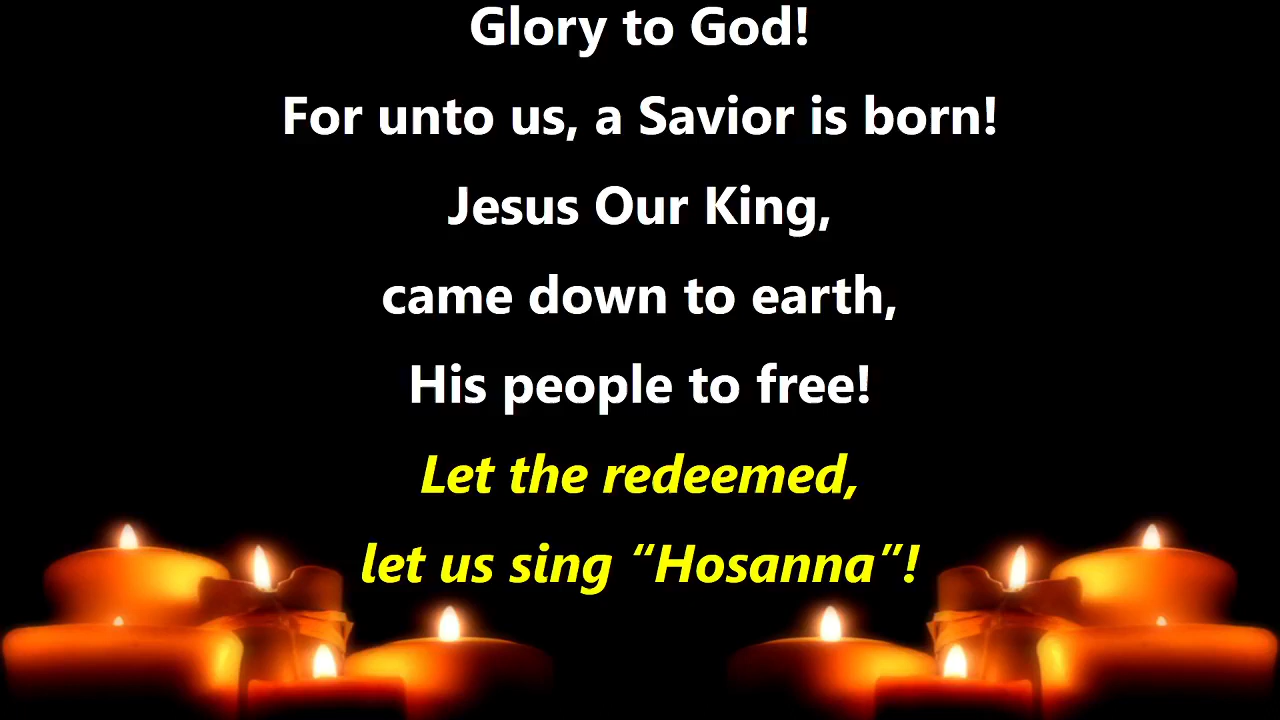 Glory to God!
For unto us, a Savior is born!
Jesus Our King,
came down to earth,
His people to free!
Let the redeemed,
let us sing “Hosanna”!